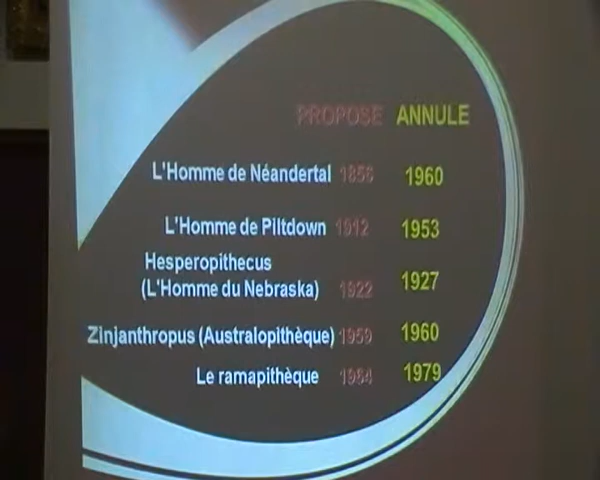 PROPOSE ANNULE
L'Homme de Néandertal 1856 1960
L'Homme de Piltdown 1912 1953
Hesperopithecus
(L'Homme du Nebraska) 1922 1927
Zinjanthropus (Australopithèque) 1959 1960
Le ramapithèque 1964 1979